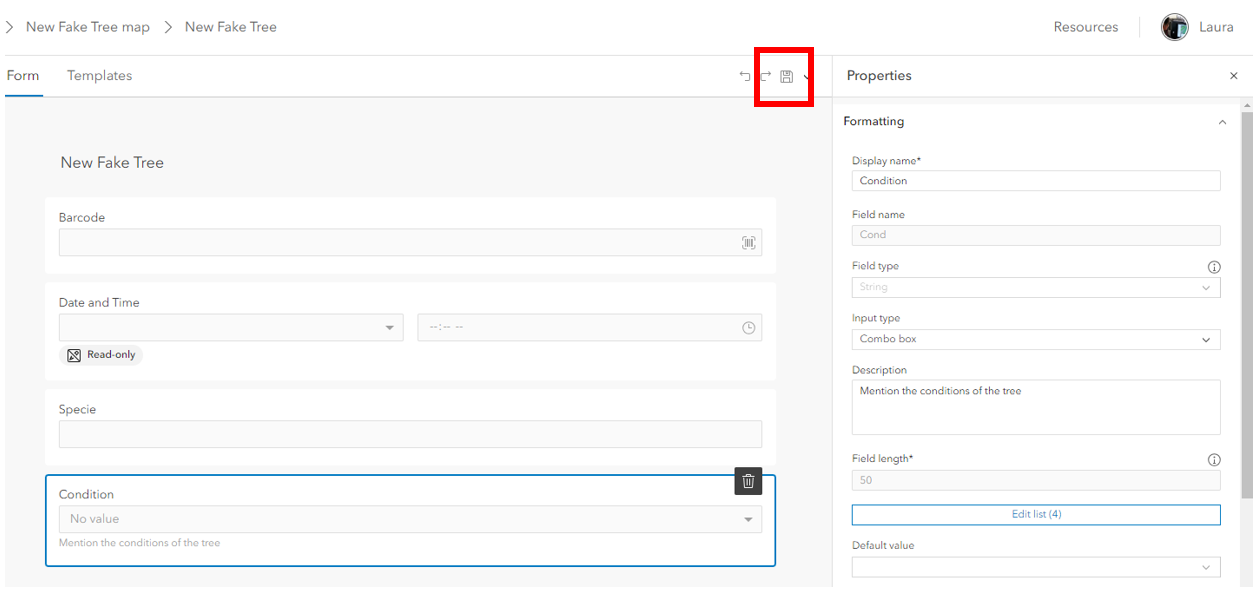 New Fake Tree map New Fake Tree Resources Laura
Form Templates Properties
Formatting
New Fake Tree
Barcode
Date and Time
--:-- --
Read-only
Specie
Condition
No value
Mention the conditions of the tree
Display name*
Condition
Field name
Cond
Field type
String
Input type
Combo box
Description
Mention the conditions of the tree
Field length*
50
Edit list (4)
Default value